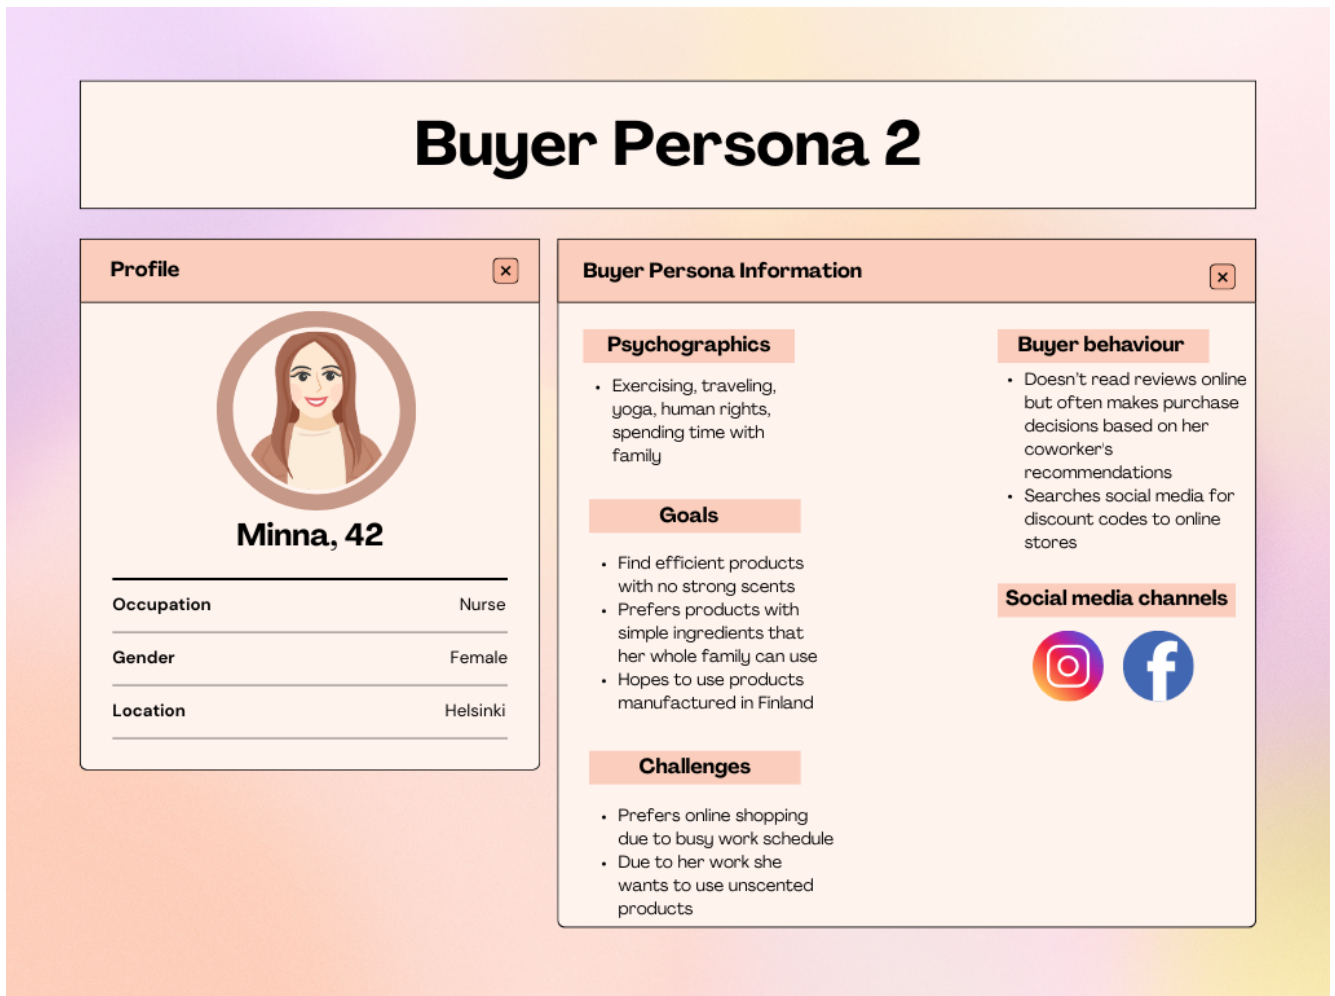 Buyer Persona 2
Profile
Minna, 42
Occupation Nurse
Gender Female
Location Helsinki
Buyer Persona Information
Psychographics
• Exercising, traveling,
yoga, human rights,
spending time with
family
Goals
• Find efficient products
with no strong scents
• Prefers products with
simple ingredients that
her whole family can use
• Hopes to use products
manufactured in Finland
Challenges
• Prefers online shopping
due to busy work schedule
• Due to her work she
wants to use unscented
products
Buyer behaviour
• Doesn't read reviews online
but often makes purchase
decisions based on her
coworker's
recommendations
• Searches social media for
discount codes to online
stores
Social media channels